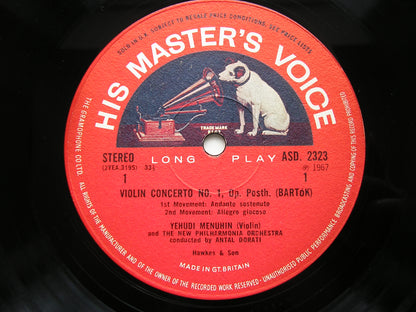 SOLD IN U.K. SUBJECT TO RESALE PRICE CONDITIONS, SEE PRICE LISTS
HIS MASTER'S VOICE
TRADE MARK
STEREO LONG PLAY ASD. 2323
(2YEA.3195) 33⅓ ℗ 1967
1 1
VIOLIN CONCERTO NO. 1, Op. Posth. (BARTóK)
1st Movement: Andante sostenuto
2nd Movement: Allegro giocoso
YEHUDI MENUHIN (Violin)
and THE NEW PHILHARMONIA ORCHESTRA
conducted by ANTAL DORATI
Hawkes & Son
MADE IN GT. BRITAIN
THE GRAMOPHONE CO. LTD. ALL RIGHTS OF THE MANUFACTURER AND OF THE OWNER OF THE RECORDED WORK RESERVED. UNAUTHORISED PUBLIC PERFORMANCE BROADCASTING AND COPYING OF THIS RECORD PROHIBITED